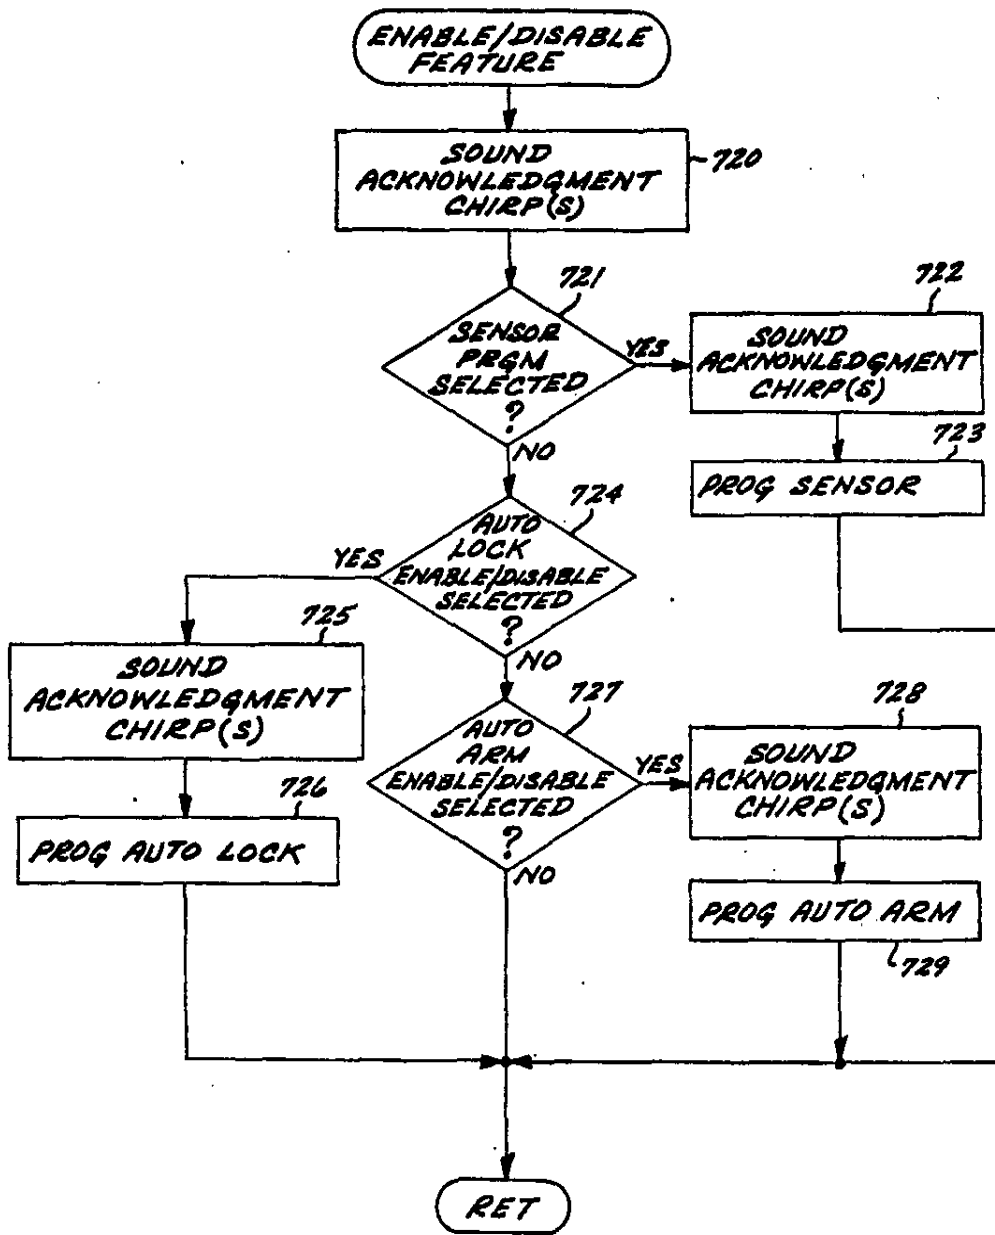 ENABLE/DISABLE
FEATURE
SOUND
ACKNOWLEDGMENT
CHIRP(S)
720
721
SENSOR
PRGM
SELECTED
?
YES
NO
722
SOUND
ACKNOWLEDGMENT
CHIRP(S)
723
PROG SENSOR
724
AUTO
LOCK
ENABLE/DISABLE
SELECTED
?
YES
NO
725
SOUND
ACKNOWLEDGMENT
CHIRP(S)
726
PROG AUTO LOCK
727
AUTO
ARM
ENABLE/DISABLE
SELECTED
?
YES
NO
728
SOUND
ACKNOWLEDGMENT
CHIRP(S)
PROG AUTO ARM
729
RET